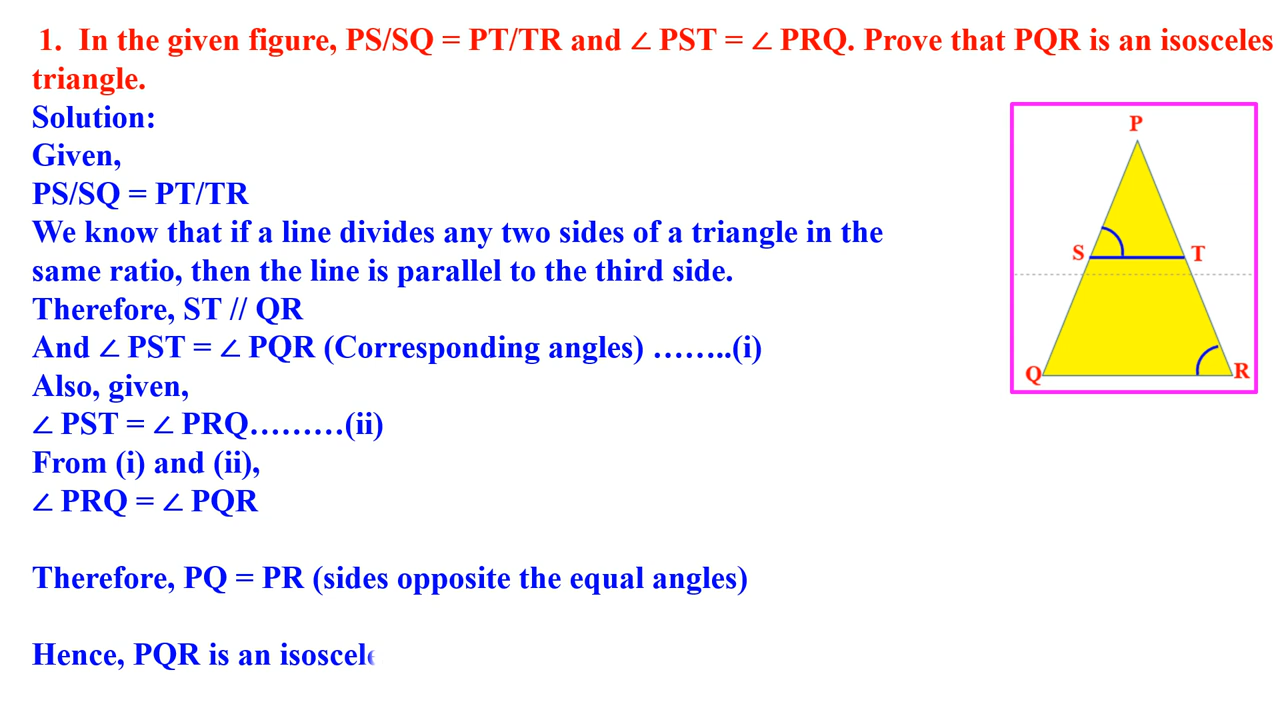 1. In the given figure, PS/SQ = PT/TR and ∠ PST = ∠ PRQ. Prove that PQR is an isosceles
triangle.
Solution:
Given,
PS/SQ = PT/TR
We know that if a line divides any two sides of a triangle in the
same ratio, then the line is parallel to the third side.
Therefore, ST // QR
And ∠ PST = ∠ PQR (Corresponding angles) ……..(i)
Also, given,
∠ PST = ∠ PRQ………(ii)
From (i) and (ii),
∠ PRQ = ∠ PQR
Therefore, PQ = PR (sides opposite the equal angles)
Hence, PQR is an isoscele
P
S
T
Q
R